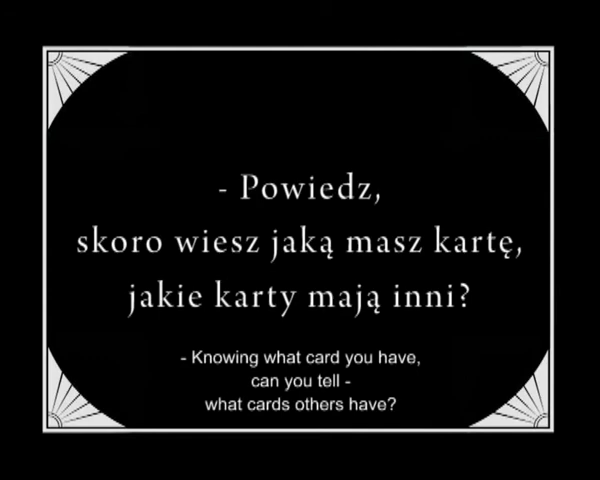 - Powiedz,
skoro wiesz jaką masz kartę,
jakie karty mają inni?
- Knowing what card you have,
can you tell -
what cards others have?